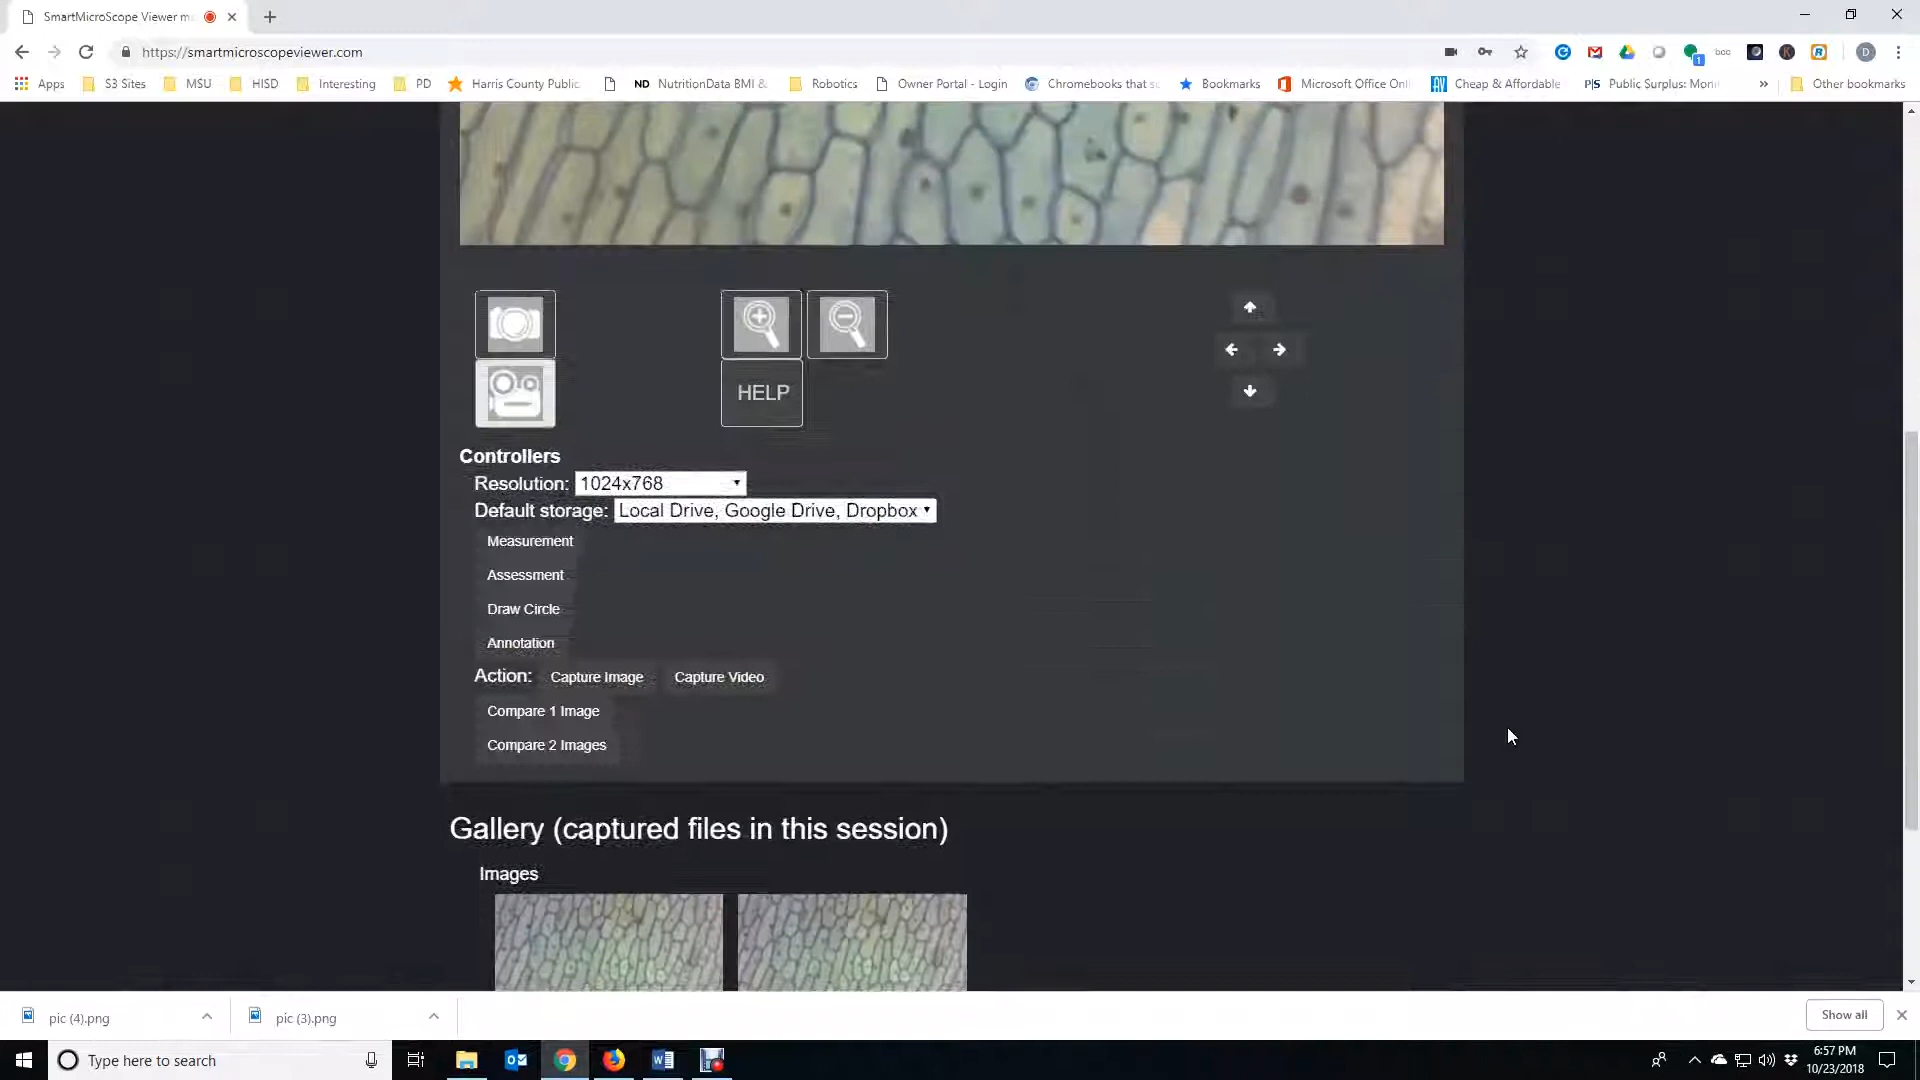 SmartMicroScope Viewer m
https://smartmicroscopeviewer.com
Apps S3 Sites MSU HISD Interesting PD Harris County Public ND NutritionData BMI & Robotics Owner Portal - Login Chromebooks that Bookmarks Microsoft Office Onl Cheap & Affordable P|S Public Surplus: Mon » Other bookmarks
HELP
Controllers
Resolution: 1024x768
Default storage: Local Drive, Google Drive, Dropbox
Measurement
Assessment
Draw Circle
Annotation
Action: Capture Image Capture Video
Compare 1 Image
Compare 2 Images
Gallery (captured files in this session)
Images
pic (4).png pic (3).png Show all
Type here to search
6:57 PM
10/23/2018